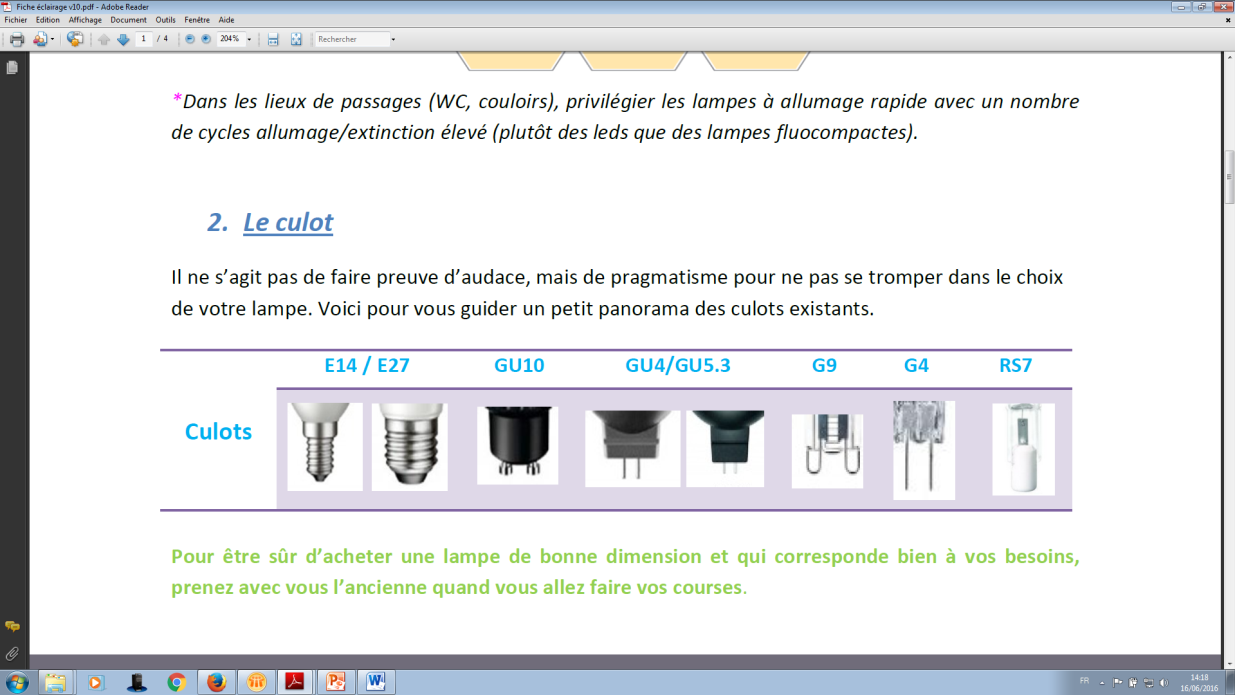 Fiche éclairage v10.pdf - Adobe Reader
Fichier Edition Affichage Document Outils Fenêtre Aide
1 / 4 204% Rechercher
*Dans les lieux de passages (WC, couloirs), privilégier les lampes à allumage rapide avec un nombre
de cycles allumage/extinction élevé (plutôt des leds que des lampes fluocompactes).
2. Le culot
Il ne s’agit pas de faire preuve d’audace, mais de pragmatisme pour ne pas se tromper dans le choix
de votre lampe. Voici pour vous guider un petit panorama des culots existants.
E14 / E27 GU10 GU4/GU5.3 G9 G4 RS7
Culots
Pour être sûr d’acheter une lampe de bonne dimension et qui corresponde bien à vos besoins,
prenez avec vous l’ancienne quand vous allez faire vos courses.
FR 14:18
16/06/2016